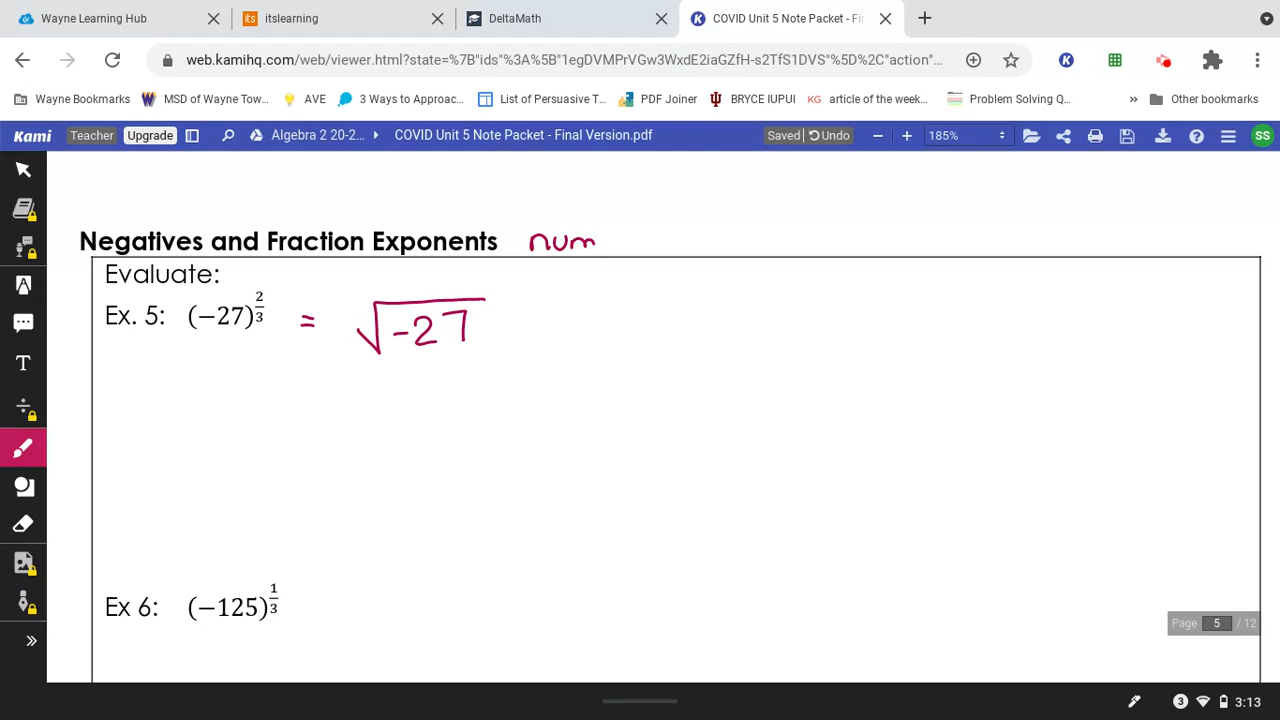 Wayne Learning Hub
itslearning
DeltaMath
COVID Unit 5 Note Packet - Fin
web.kamihq.com/web/viewer.html?state=%7B"ids"%3A%5B"1egDVMPrVGw3WxdE2iaGZfH-s2TfS1DVS"%5D%2C"action"...
Wayne Bookmarks
MSD of Wayne Tow...
AVE
3 Ways to Approac...
List of Persuasive T...
PDF Joiner
BRYCE IUPUI
KG article of the week...
Problem Solving Q...
»
Other bookmarks
Kami
Teacher
Upgrade
Algebra 2 20-2...
COVID Unit 5 Note Packet - Final Version.pdf
Saved | Undo
185%
SS
Negatives and Fraction Exponents num
Evaluate:
Ex. 5: (−27)^(2/3) = √-27
Ex 6: (−125)^(1/3)
Page 5 / 12
3 3:13